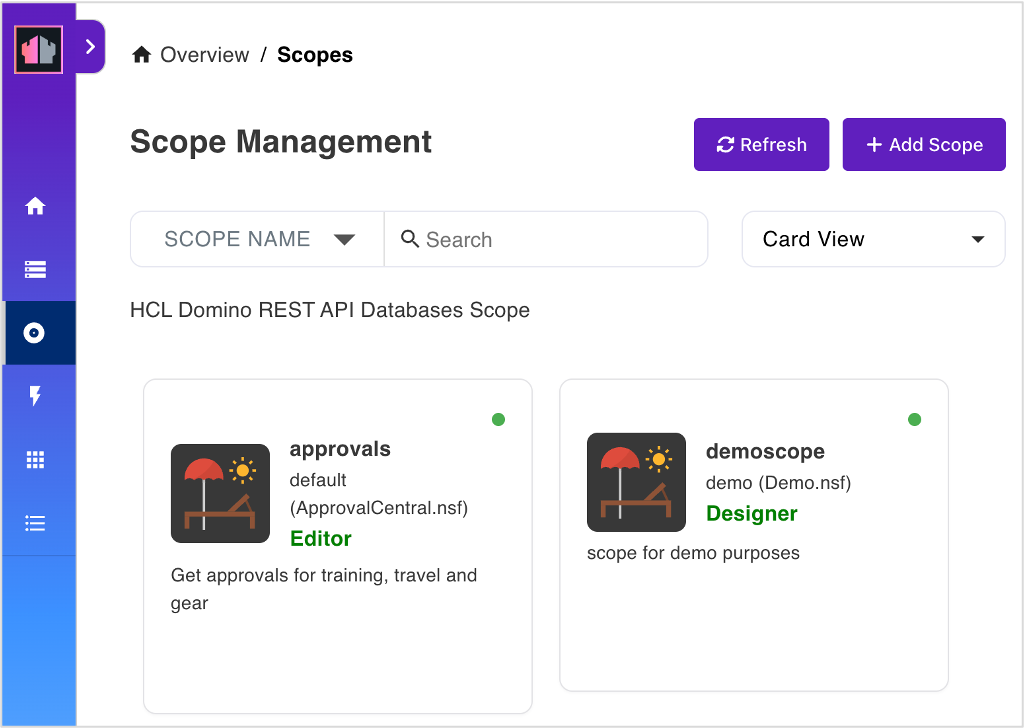 Overview / Scopes
Scope Management
Refresh
Add Scope
SCOPE NAME
Search
Card View
HCL Domino REST API Databases Scope
approvals
default
(ApprovalCentral.nsf)
Editor
Get approvals for training, travel and
gear
demoscope
demo (Demo.nsf)
Designer
scope for demo purposes